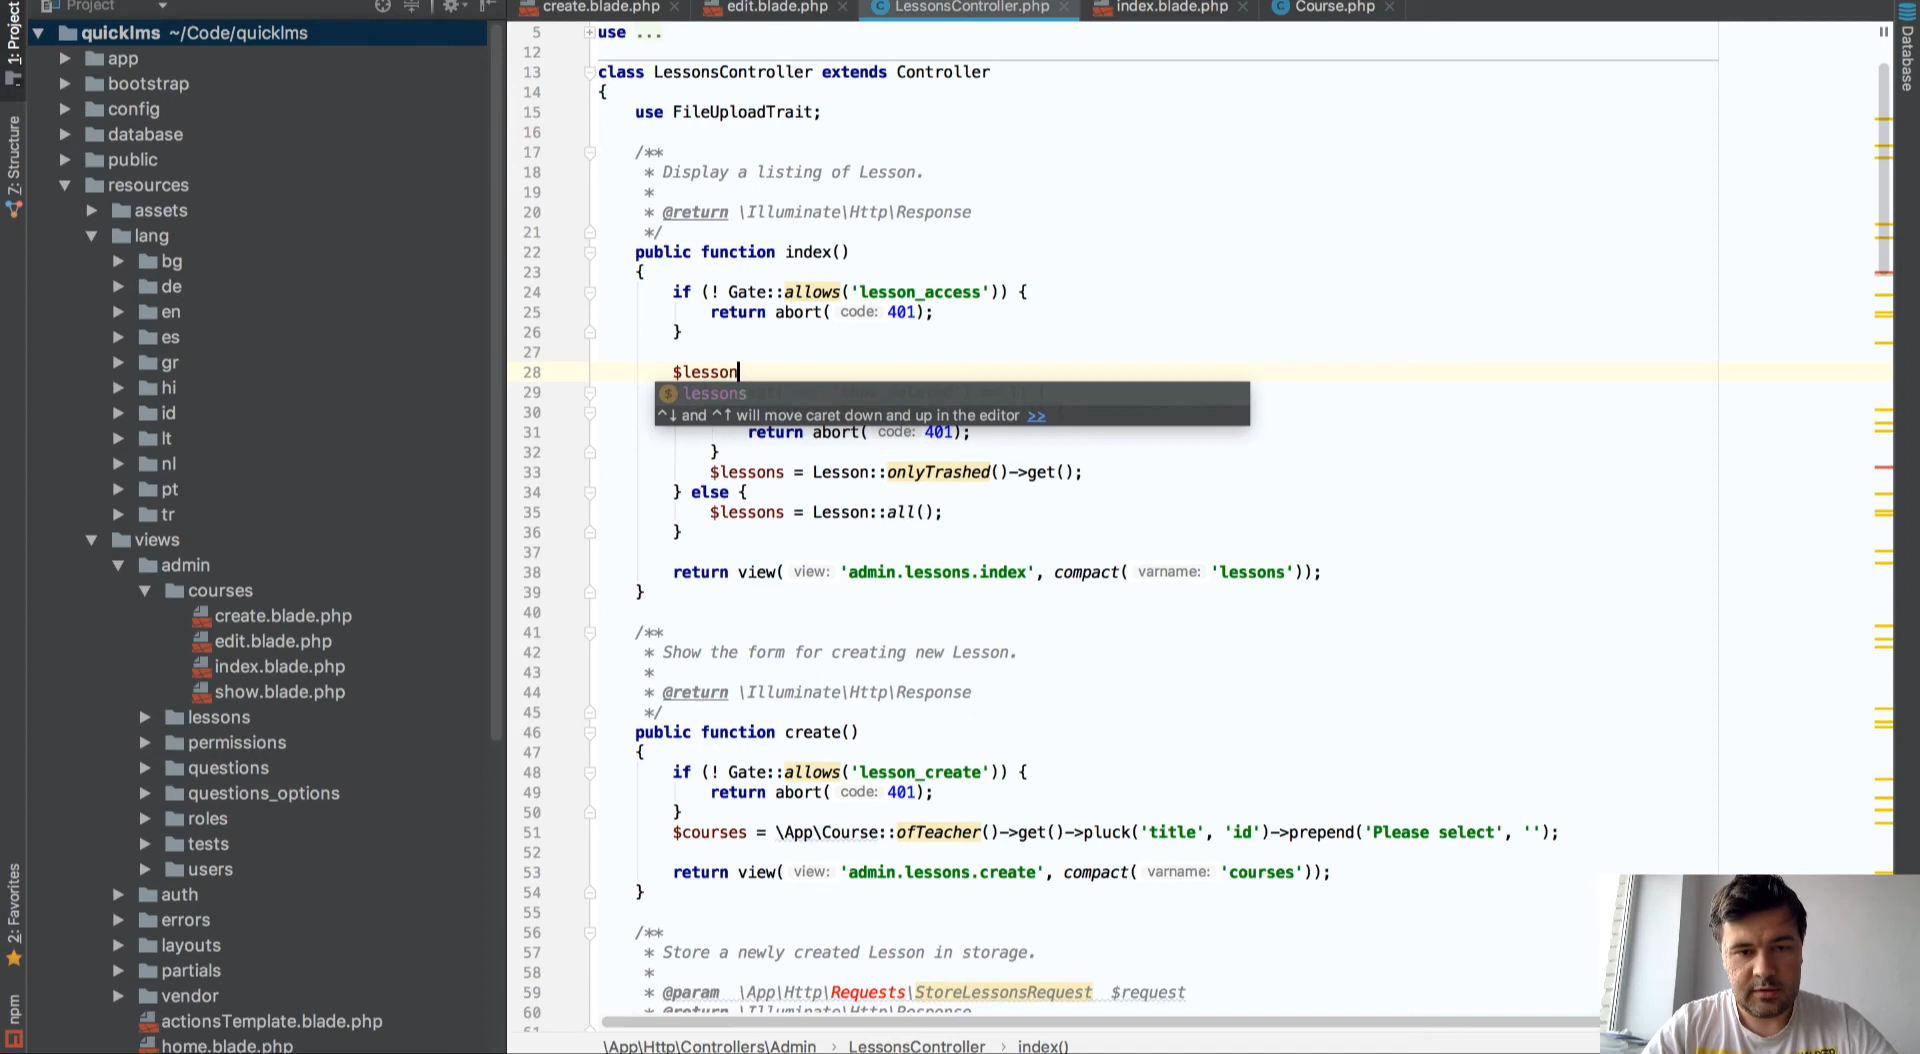 Project
create.blade.php
edit.blade.php
LessonsController.php
index.blade.php
Course.php
1: Project
7: Structure
2: Favorites
npm
Database
quicklms ~/Code/quicklms
app
bootstrap
config
database
public
resources
assets
lang
bg
de
en
es
gr
hi
id
lt
nl
pt
tr
views
admin
courses
create.blade.php
edit.blade.php
index.blade.php
show.blade.php
lessons
permissions
questions
questions_options
roles
tests
users
auth
errors
layouts
partials
vendor
actionsTemplate.blade.php
home.blade.php
5 use ...
12
13 class LessonsController extends Controller
14 {
15 use FileUploadTrait;
16
17 /**
18 * Display a listing of Lesson.
19 *
20 * @return \Illuminate\Http\Response
21 */
22 public function index()
23 {
24 if (! Gate::allows('lesson_access')) {
25 return abort( code: 401);
26 }
27
28 $lesson
lessons
^↓ and ^↑ will move caret down and up in the editor >>
29
30
31 return abort( code: 401);
32 }
33 $lessons = Lesson::onlyTrashed()->get();
34 } else {
35 $lessons = Lesson::all();
36 }
37
38 return view( view: 'admin.lessons.index', compact( varname: 'lessons'));
39 }
40
41 /**
42 * Show the form for creating new Lesson.
43 *
44 * @return \Illuminate\Http\Response
45 */
46 public function create()
47 {
48 if (! Gate::allows('lesson_create')) {
49 return abort( code: 401);
50 }
51 $courses = \App\Course::ofTeacher()->get()->pluck('title', 'id')->prepend('Please select', '');
52
53 return view( view: 'admin.lessons.create', compact( varname: 'courses'));
54 }
55
56 /**
57 * Store a newly created Lesson in storage.
58 *
59 * @param \App\Http\Requests\StoreLessonsRequest $request
60 * @return \Illuminate\Http\Response
\App\Http\Controllers\Admin › LessonsController › index()